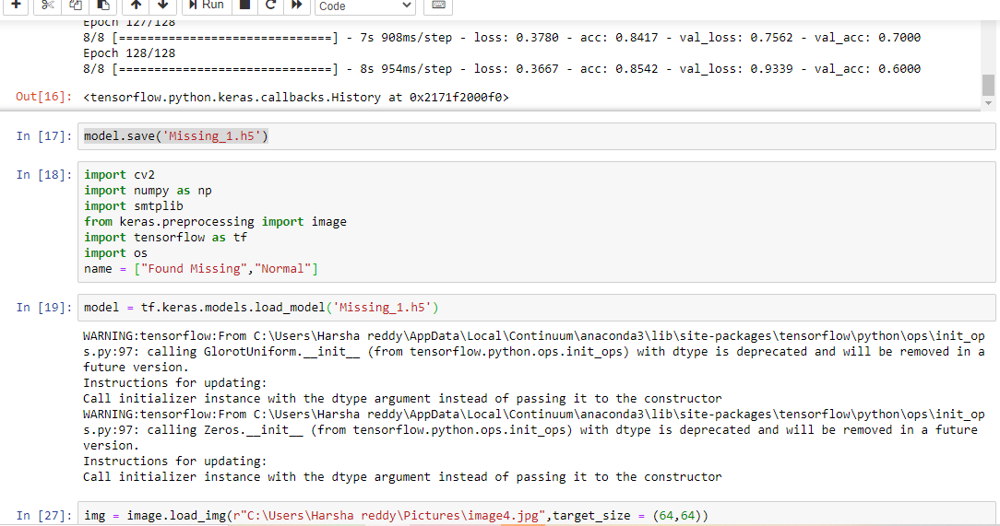 Run
Code
Epoch 127/128
8/8 [==============================] - 7s 908ms/step - loss: 0.3780 - acc: 0.8417 - val_loss: 0.7562 - val_acc: 0.7000
Epoch 128/128
8/8 [==============================] - 8s 954ms/step - loss: 0.3667 - acc: 0.8542 - val_loss: 0.9339 - val_acc: 0.6000
Out[16]: <tensorflow.python.keras.callbacks.History at 0x2171f2000f0>
In [17]: model.save('Missing_1.h5')
In [18]: import cv2
import numpy as np
import smtplib
from keras.preprocessing import image
import tensorflow as tf
import os
name = ["Found Missing","Normal"]
In [19]: model = tf.keras.models.load_model('Missing_1.h5')
WARNING:tensorflow:From C:\Users\Harsha reddy\AppData\Local\Continuum\anaconda3\lib\site-packages\tensorflow\python\ops\init_op
s.py:97: calling GlorotUniform.__init__ (from tensorflow.python.ops.init_ops) with dtype is deprecated and will be removed in a
future version.
Instructions for updating:
Call initializer instance with the dtype argument instead of passing it to the constructor
WARNING:tensorflow:From C:\Users\Harsha reddy\AppData\Local\Continuum\anaconda3\lib\site-packages\tensorflow\python\ops\init_op
s.py:97: calling Zeros.__init__ (from tensorflow.python.ops.init_ops) with dtype is deprecated and will be removed in a future
version.
Instructions for updating:
Call initializer instance with the dtype argument instead of passing it to the constructor
In [27]: img = image.load_img(r"C:\Users\Harsha reddy\Pictures\image4.jpg",target_size = (64,64))